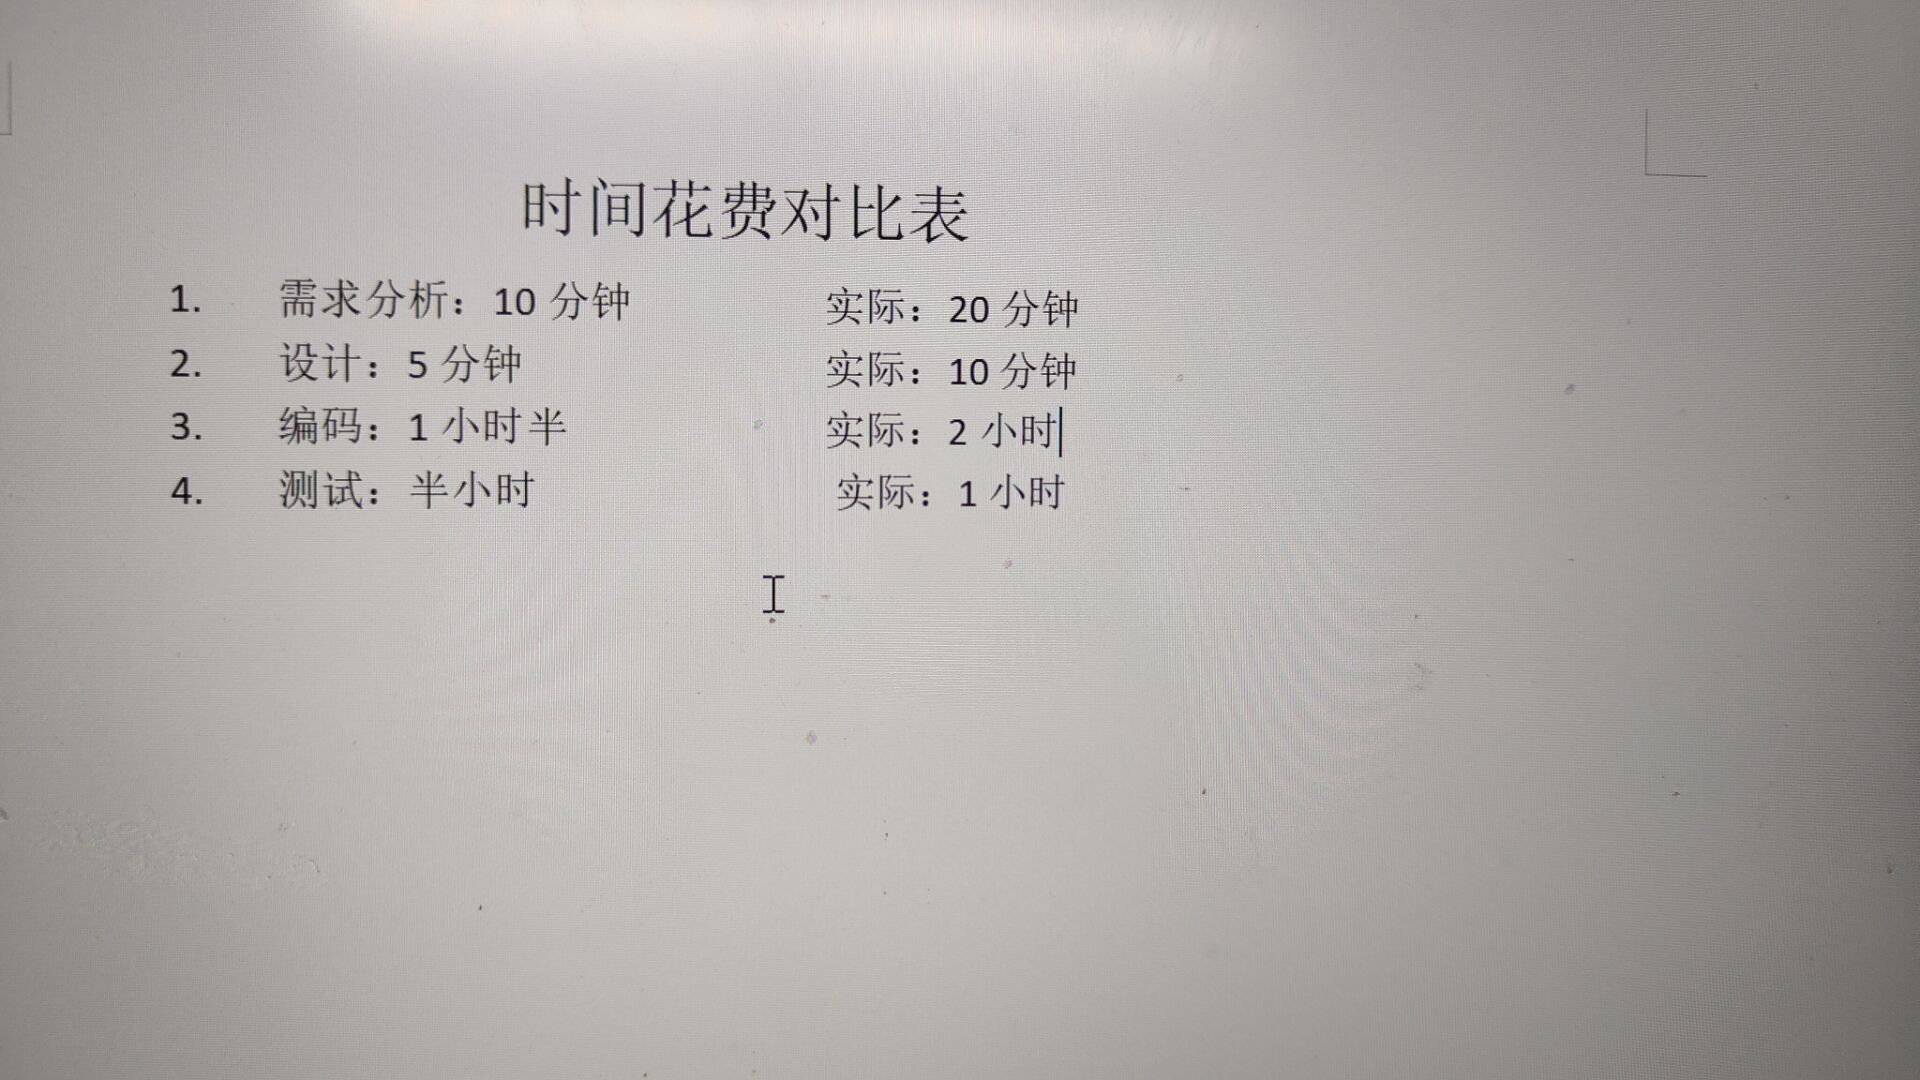 时间花费对比表
1. 需求分析：10 分钟 实际：20 分钟
2. 设计：5 分钟 实际：10 分钟
3. 编码：1 小时半 实际：2 小时
4. 测试：半小时 实际：1 小时